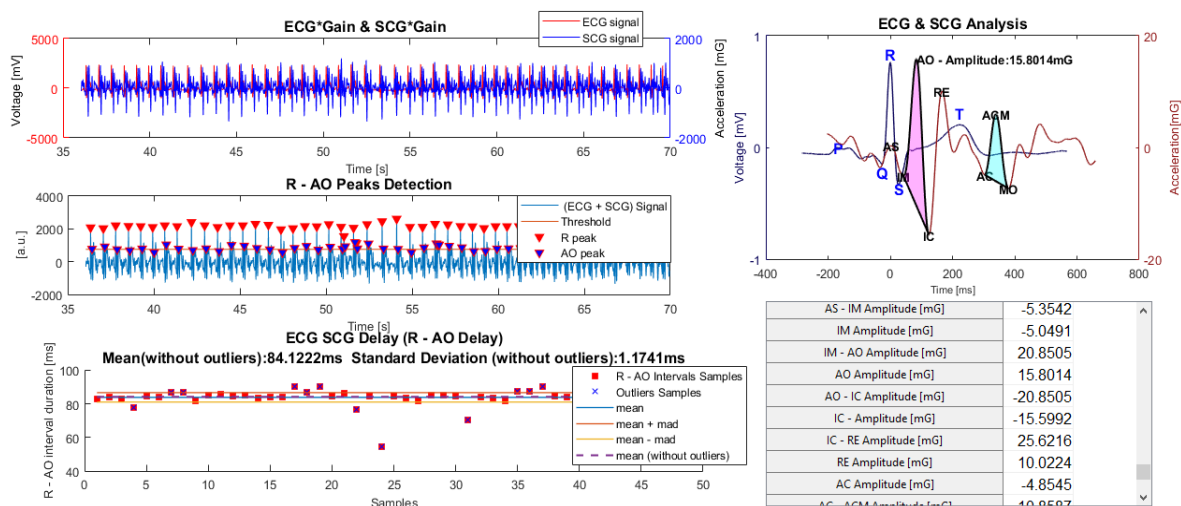 ECG*Gain & SCG*Gain
ECG signal
SCG signal
5000
0
-5000
2000
0
-2000
Voltage [mV]
Acceleration [mG]
35 40 45 50 55 60 65 70
Time [s]
R - AO Peaks Detection
(ECG + SCG) Signal
Threshold
R peak
AO peak
4000
2000
0
-2000
[a.u.]
35 40 45 50 55 60 65 70
Time [s]
ECG SCG Delay (R - AO Delay)
Mean(without outliers):84.1222ms Standard Deviation (without outliers):1.1741ms
R - AO Intervals Samples
Outliers Samples
mean
mean + mad
mean - mad
mean (without outliers)
100
80
60
40
R - AO interval duration [ms]
0 5 10 15 20 25 30 35 40 45 50
Samples
ECG & SCG Analysis
1
0
-1
20
0
-20
Voltage [mV]
Acceleration[mG]
R
AO - Amplitude:15.8014mG
RE
T
AGM
P
AS
Q
IM
S
AC
MO
IC
-400 -200 0 200 400 600 800
Time [ms]
AS - IM Amplitude [mG] -5.3542
IM Amplitude [mG] -5.0491
IM - AO Amplitude [mG] 20.8505
AO Amplitude [mG] 15.8014
AO - IC Amplitude [mG] -20.8505
IC - Amplitude [mG] -15.5992
IC - RE Amplitude [mG] 25.6216
RE Amplitude [mG] 10.0224
AC Amplitude [mG] -4.8545
AC - AGM Amplitude [mG] 10.8587